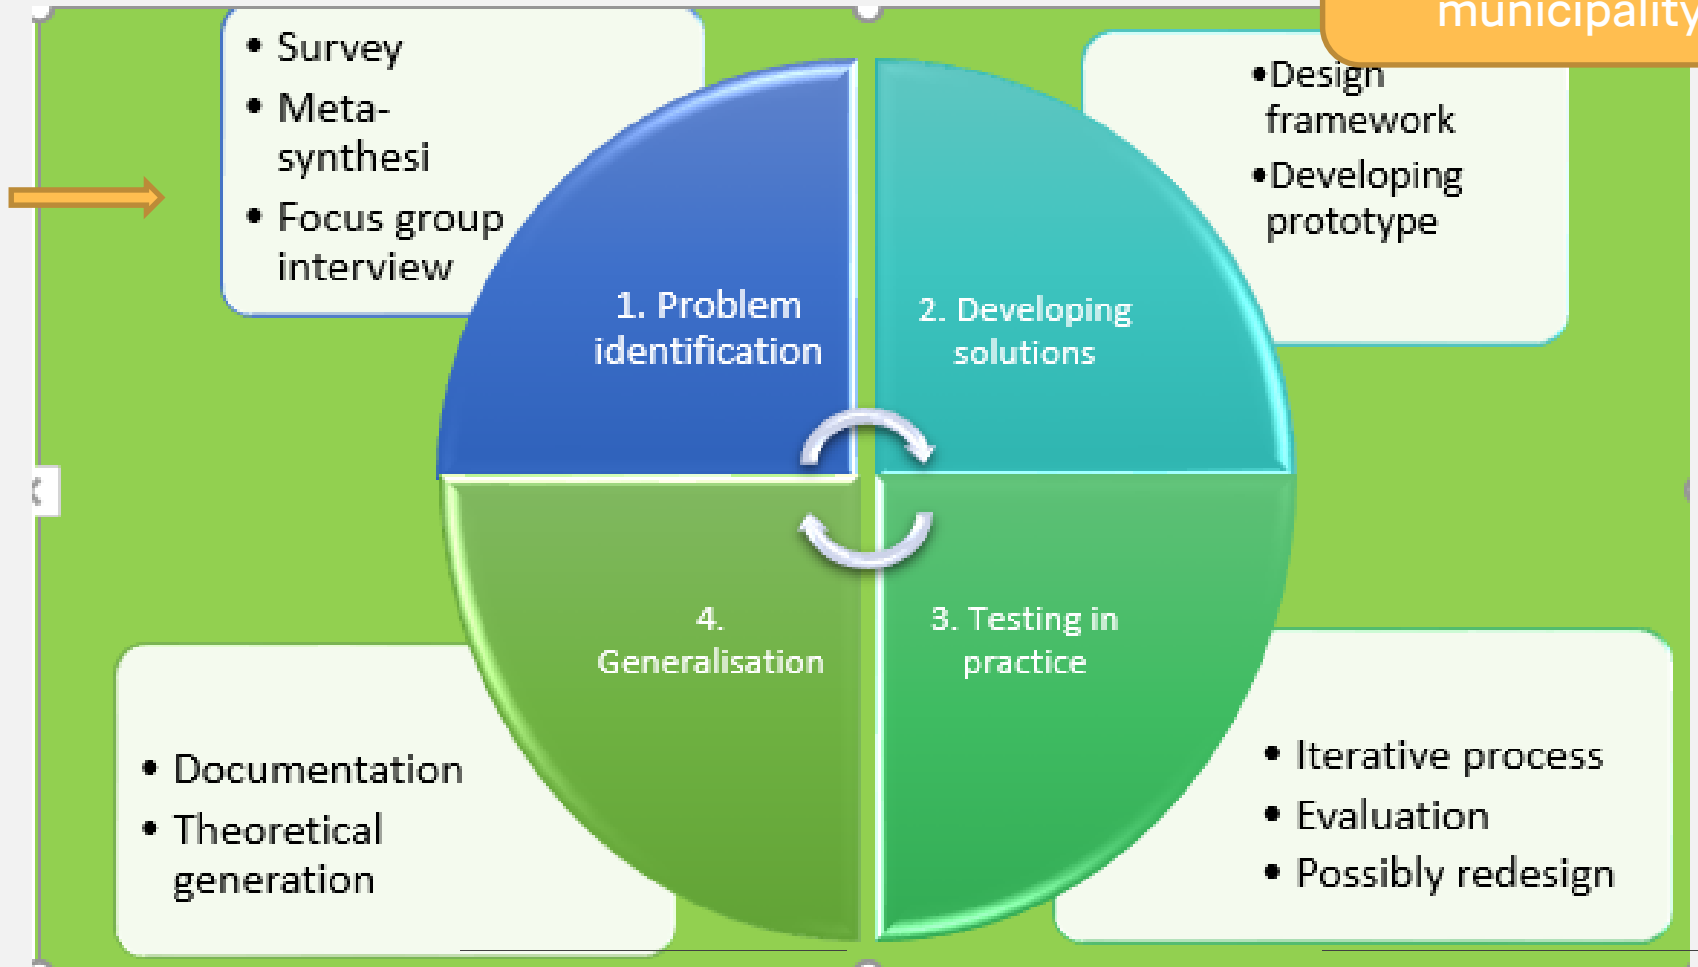 municipality
• Survey
• Meta-
synthesi
• Focus group
interview
•Design
framework
•Developing
prototype
1. Problem
identification
2. Developing
solutions
4.
Generalisation
3. Testing in
practice
• Documentation
• Theoretical
generation
• Iterative process
• Evaluation
• Possibly redesign